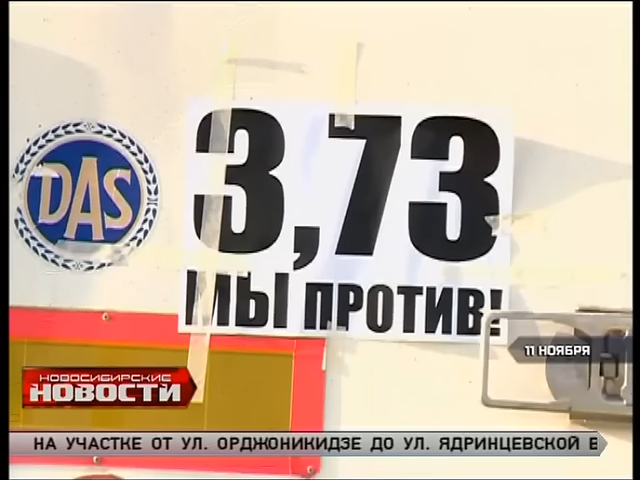 DAS
3,73
МЫ ПРОТИВ!
11 НОЯБРЯ
НОВОСИБИРСКИЕ
НОВОСТИ
НА УЧАСТКЕ ОТ УЛ. ОРДЖОНИКИДЗЕ ДО УЛ. ЯДРИНЦЕВСКОЙ В